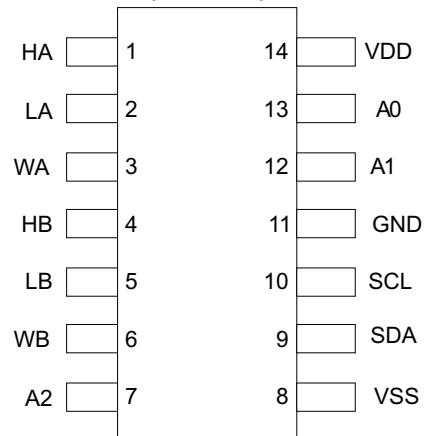 HA 1 14 VDD
LA 2 13 A0
WA 3 12 A1
HB 4 11 GND
LB 5 10 SCL
WB 6 9 SDA
A2 7 8 VSS